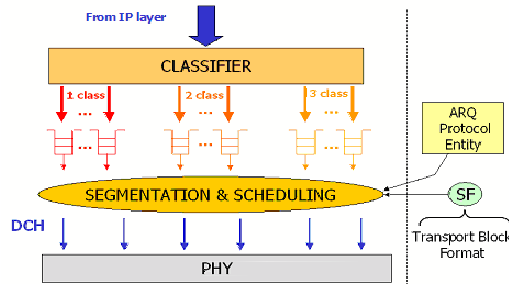 From IP layer
CLASSIFIER
1 class
2 class
3 class
...
...
...
...
...
...
ARQ
Protocol
Entity
SEGMENTATION & SCHEDULING
SF
DCH
Transport Block
Format
PHY